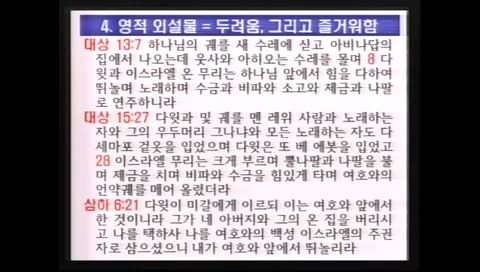 4. 영적 외설물 = 두려움, 그리고 즐거워함
대상 13:7 하나님의 궤를 새 수레에 싣고 아비나답의
집에서 나오는데 웃사와 아히오는 수레를 몰며 8 다
윗과 이스라엘 온 무리는 하나님 앞에서 힘을 다하여
뛰놀며 노래하며 수금과 비파와 소고와 제금과 나팔
로 연주하니라
대상 15:27 다윗과 및 궤를 멘 레위 사람과 노래하는
자와 그의 우두머리 그나냐와 모든 노래하는 자도 다
세마포 겉옷을 입었으며 다윗은 또 베 에봇을 입었고
28 이스라엘 무리는 크게 부르며 뿔나팔과 나팔을 불
며 제금을 치며 비파와 수금을 힘있게 타며 여호와의
언약궤를 메어 올렸더라
삼하 6:21 다윗이 미갈에게 이르되 이는 여호와 앞에서
한 것이니라 그가 네 아버지와 그의 온 집을 버리시
고 나를 택하사 나를 여호와의 백성 이스라엘의 주권
자로 삼으셨으니 내가 여호와 앞에서 뛰놀리라